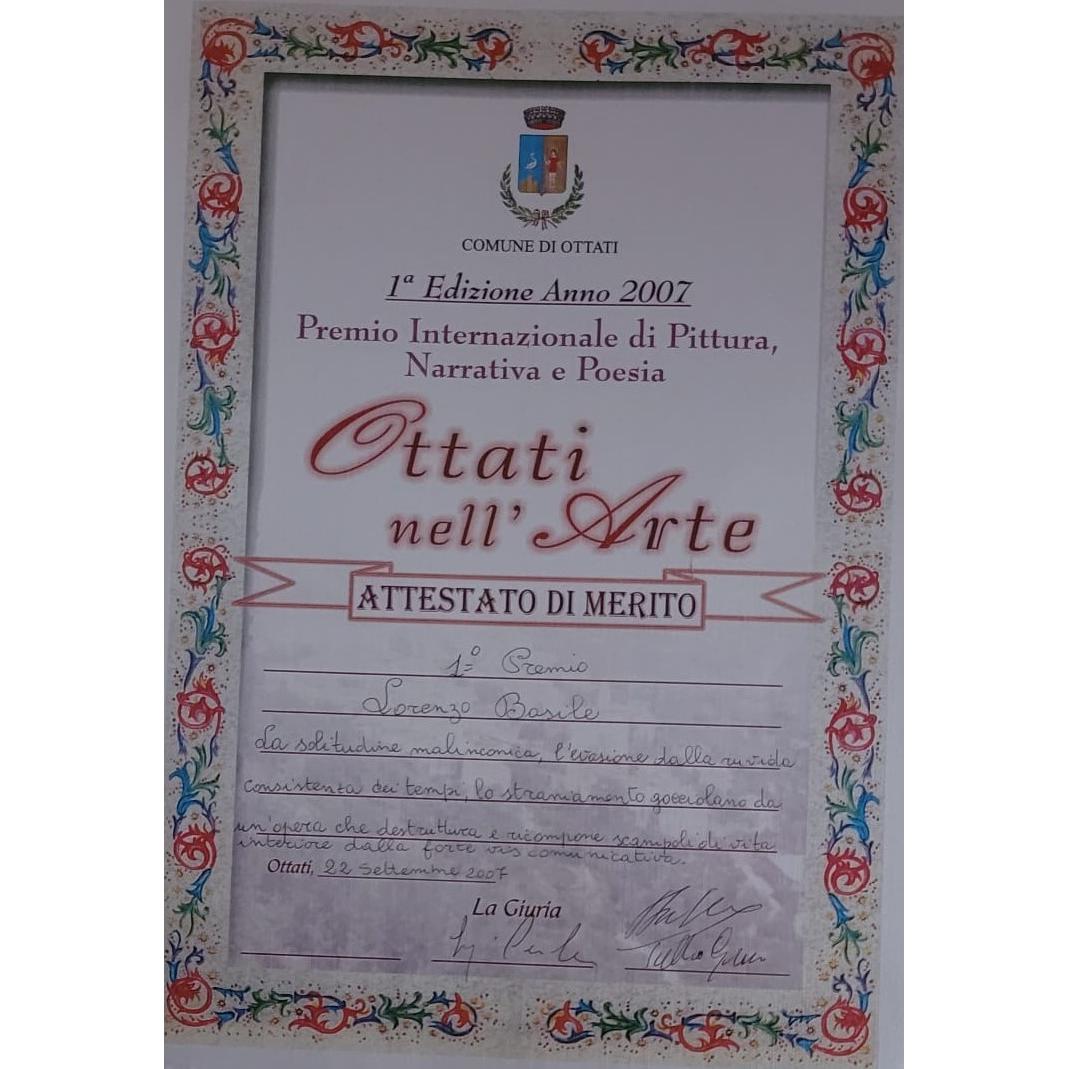 COMUNE DI OTTATI
1ª Edizione Anno 2007
Premio Internazionale di Pittura,
Narrativa e Poesia
Ottati
nell'Arte
ATTESTATO DI MERITO
1º Premio
Lorenzo Basile
La solitudine malinconica, l'evasione dalla ruvida
consistenza dei tempi, lo straniamento gocciolano da
un'opera che destruttura e ricompone scampoli di vita
interiore dalla forte vis comunicativa.
Ottati, 22 Settembre 2007
La Giuria